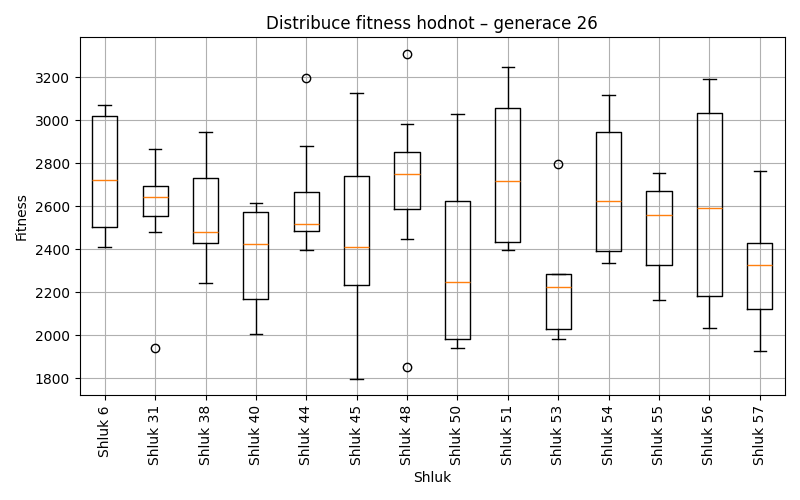 Distribuce fitness hodnot – generace 26
Fitness
3200
3000
2800
2600
2400
2200
2000
1800
Shluk 6
Shluk 31
Shluk 38
Shluk 40
Shluk 44
Shluk 45
Shluk 48
Shluk 50
Shluk 51
Shluk 53
Shluk 54
Shluk 55
Shluk 56
Shluk 57
Shluk